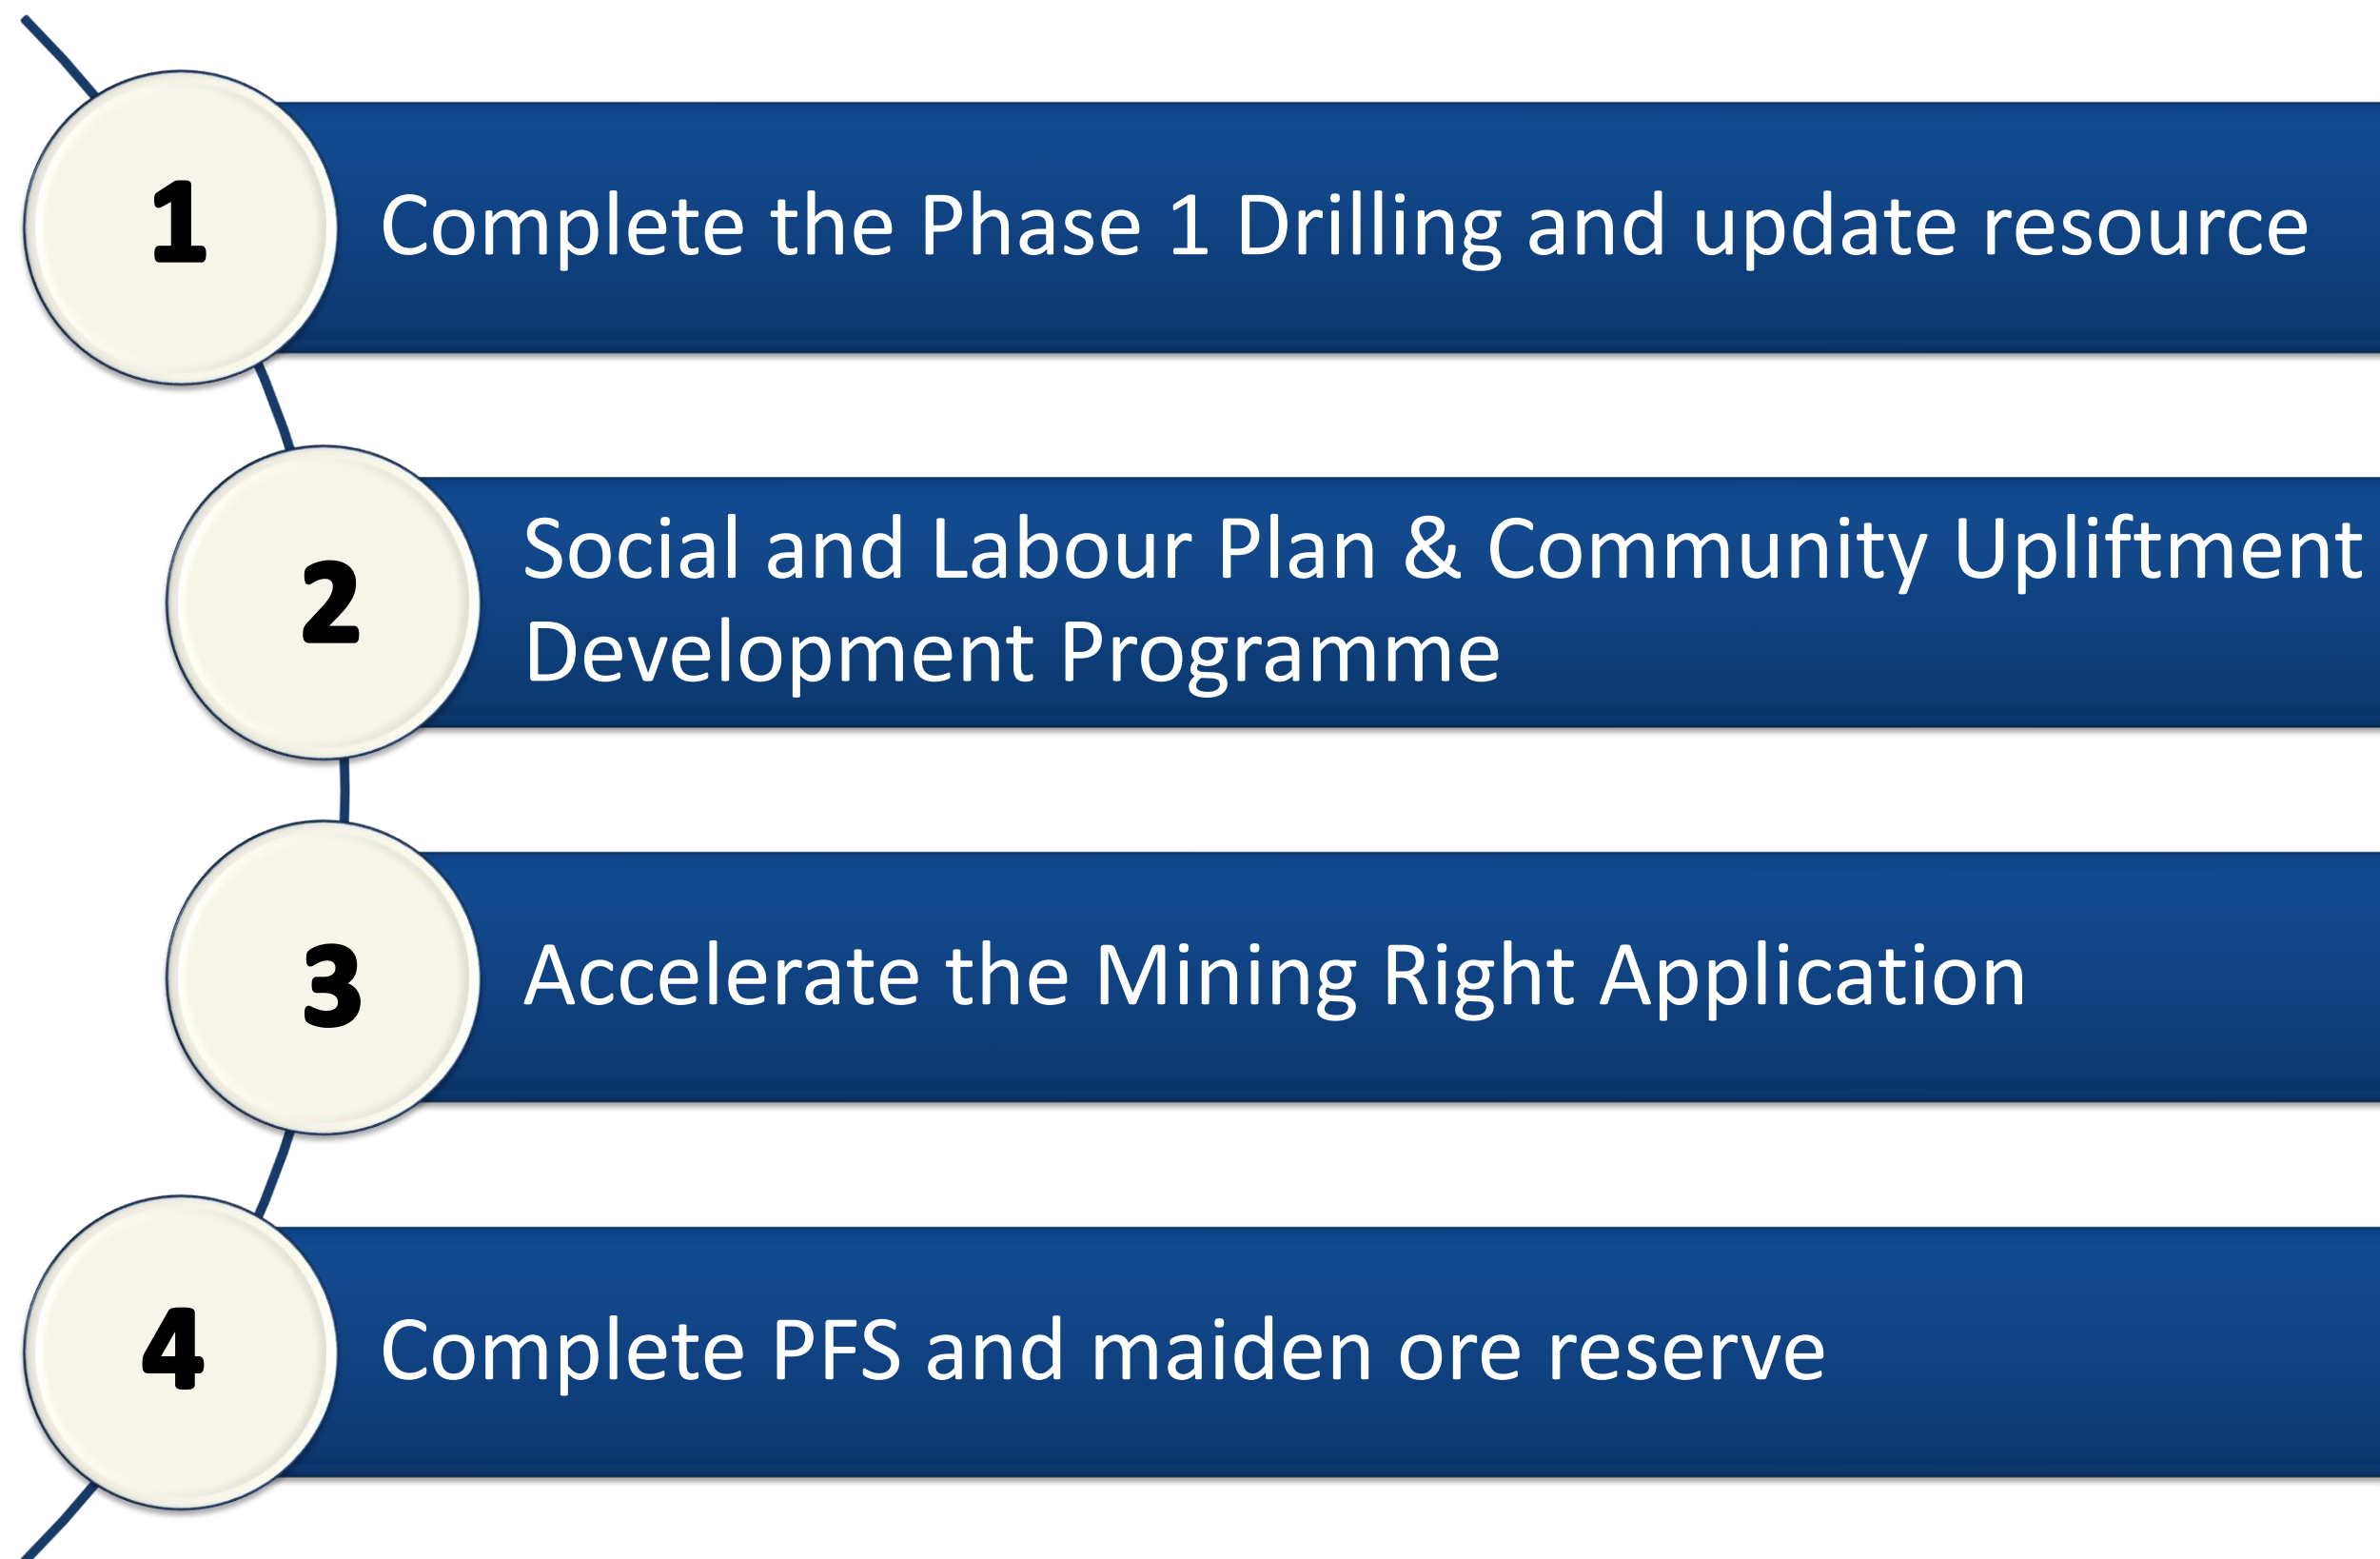 1
Complete the Phase 1 Drilling and update resource
2
Social and Labour Plan & Community Upliftment
Development Programme
3
Accelerate the Mining Right Application
4
Complete PFS and maiden ore reserve